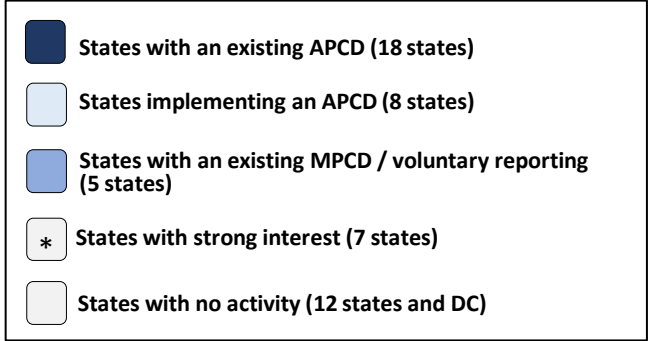 States with an existing APCD (18 states)
States implementing an APCD (8 states)
States with an existing MPCD / voluntary reporting
(5 states)
* States with strong interest (7 states)
States with no activity (12 states and DC)